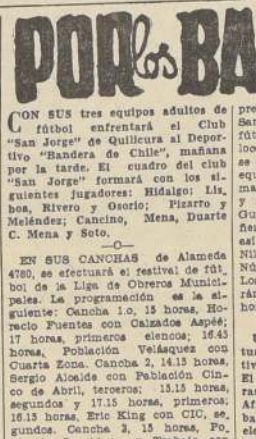 POR los BA
CON SUS tres equipos adultos de
fútbol enfrentará el Club
"San Jorge" de Quilicura al Depor-
tivo "Bandera de Chile", mañana
por la tarde. El cuadro del club
"San Jorge" formará con los si-
guientes jugadores: Hidalgo; Lis_
boa, Rivero y Osorio; Pizarro y
Meléndez; Cancino, Mena, Duarte
C. Mena y Soto.
—o—
EN SUS CANCHAS de Alameda
4780, se efectuará el festival de fút_
bol de la Liga de Obreros Munici-
pales. La programación es la si-
guiente: Cancha 1.o, 15 horas, Ho-
racio Fuentes con Calzados Aspéé;
17 horas, primeros elencos; 16.45
horas, Población Velásquez con
Cuarta Zona. Cancha 2, 14.15 horas,
Sergio Alcalde con Población Cin-
co de Abril, terceros; 15.15 horas,
segundos y 17.15 horas, primeros;
16.15 horas, Eric King con CIC, se_
gundos. Cancha 3, 15 horas, Po_